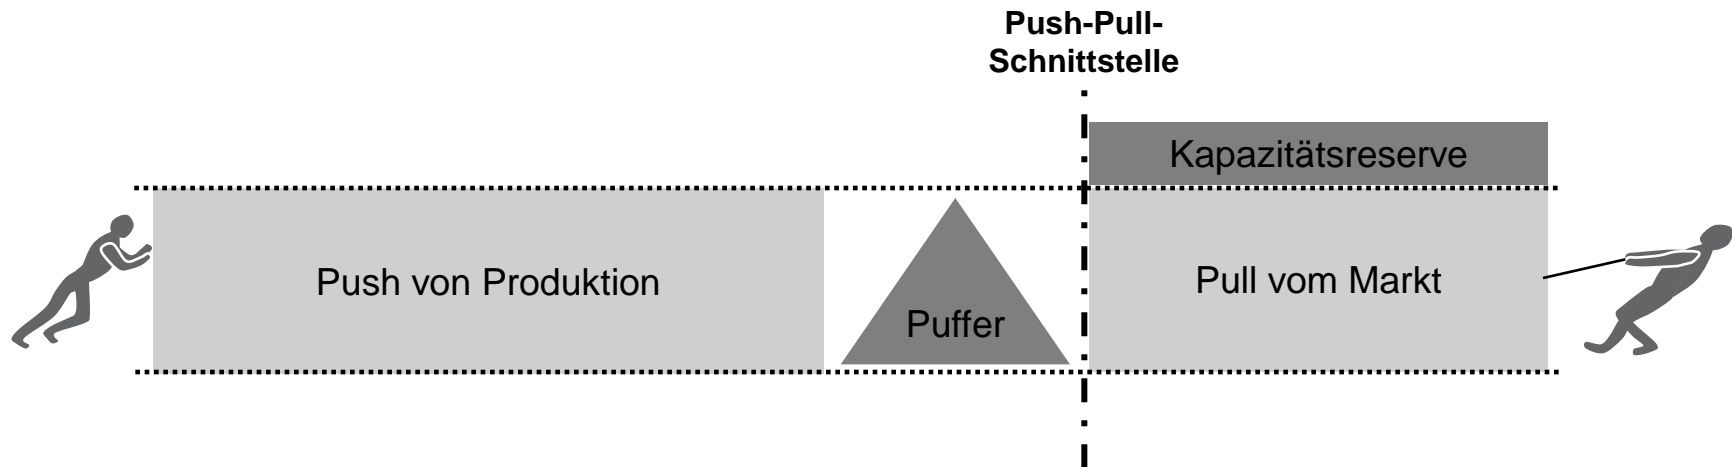 Push-Pull-
Schnittstelle
Kapazitätsreserve
Push von Produktion
Puffer
Pull vom Markt